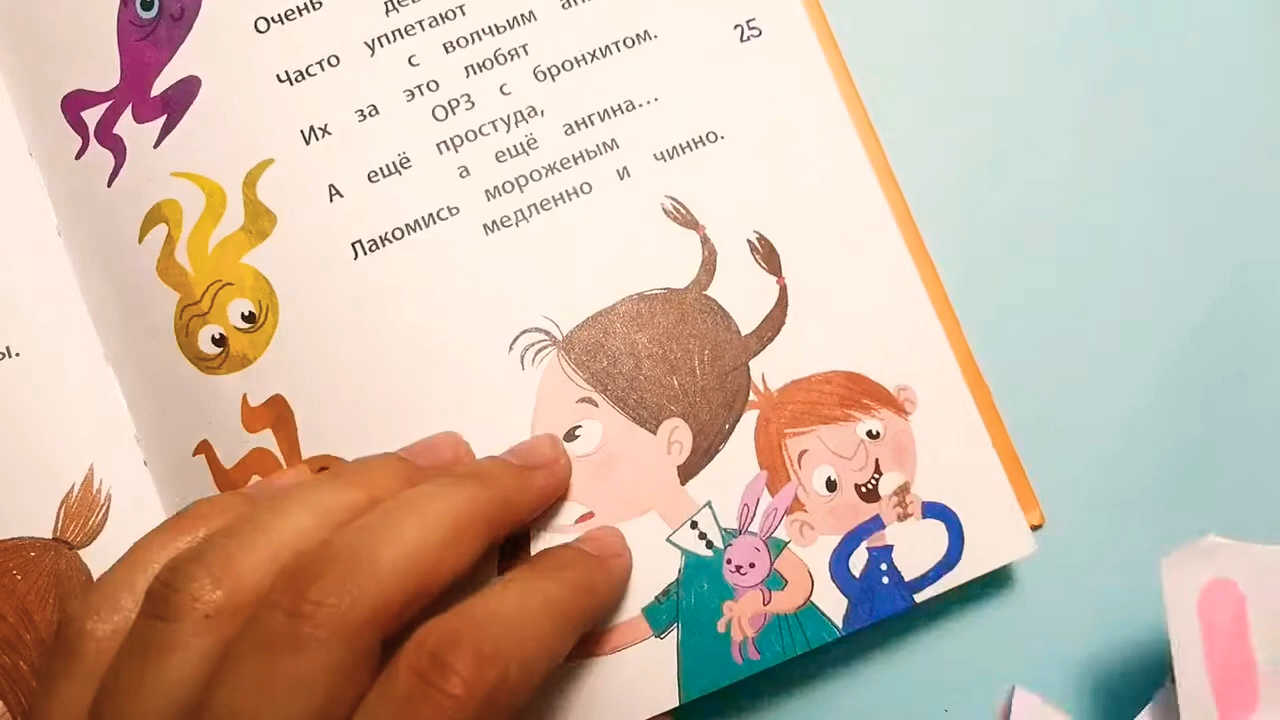 Очень
Часто уплетают
с волчьим
Их за это любят
ОРЗ с бронхитом.
А ещё простуда,
а ещё ангина...
Лакомись мороженым
медленно и чинно.
25
ы.